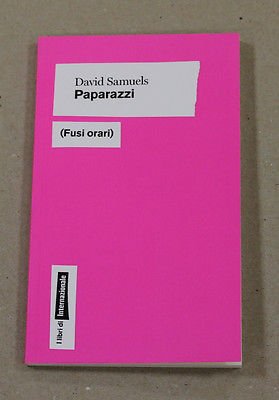 David Samuels
Paparazzi
(Fusi orari)
I libri di Internazionale